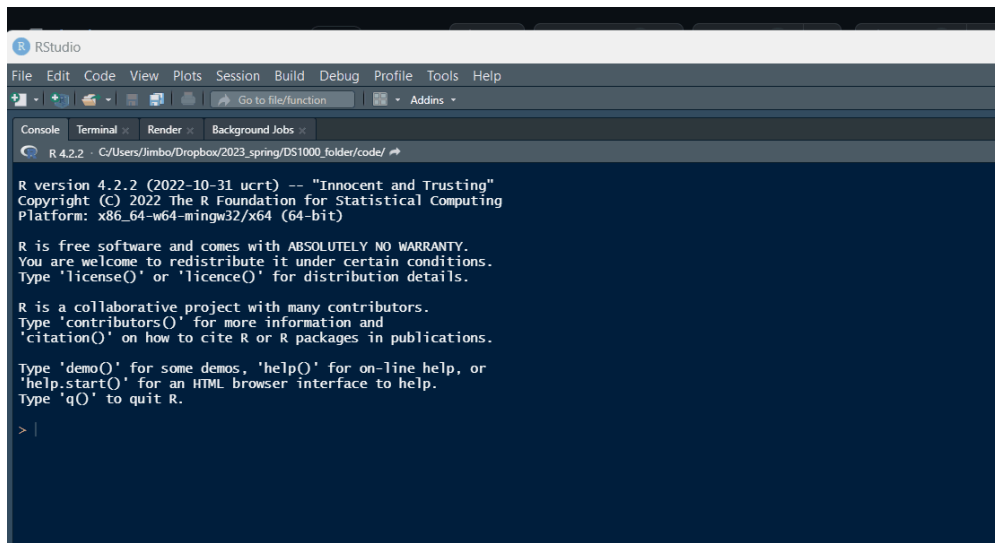 RStudio
File Edit Code View Plots Session Build Debug Profile Tools Help
Go to file/function Addins
Console Terminal Render Background Jobs
R 4.2.2 · C:/Users/Jimbo/Dropbox/2023_spring/DS1000_folder/code/
R version 4.2.2 (2022-10-31 ucrt) -- "Innocent and Trusting"
Copyright (C) 2022 The R Foundation for Statistical Computing
Platform: x86_64-w64-mingw32/x64 (64-bit)
R is free software and comes with ABSOLUTELY NO WARRANTY.
You are welcome to redistribute it under certain conditions.
Type 'license()' or 'licence()' for distribution details.
R is a collaborative project with many contributors.
Type 'contributors()' for more information and
'citation()' on how to cite R or R packages in publications.
Type 'demo()' for some demos, 'help()' for on-line help, or
'help.start()' for an HTML browser interface to help.
Type 'q()' to quit R.
>